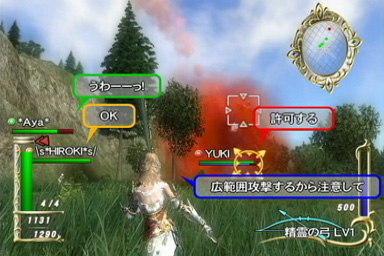 うわーーっ!
*Aya*
OK
許可する
\s*HIROKI*s/
YUKI
広範囲攻撃するから注意して
4/4
1131
1290
500
精霊の弓 LV1